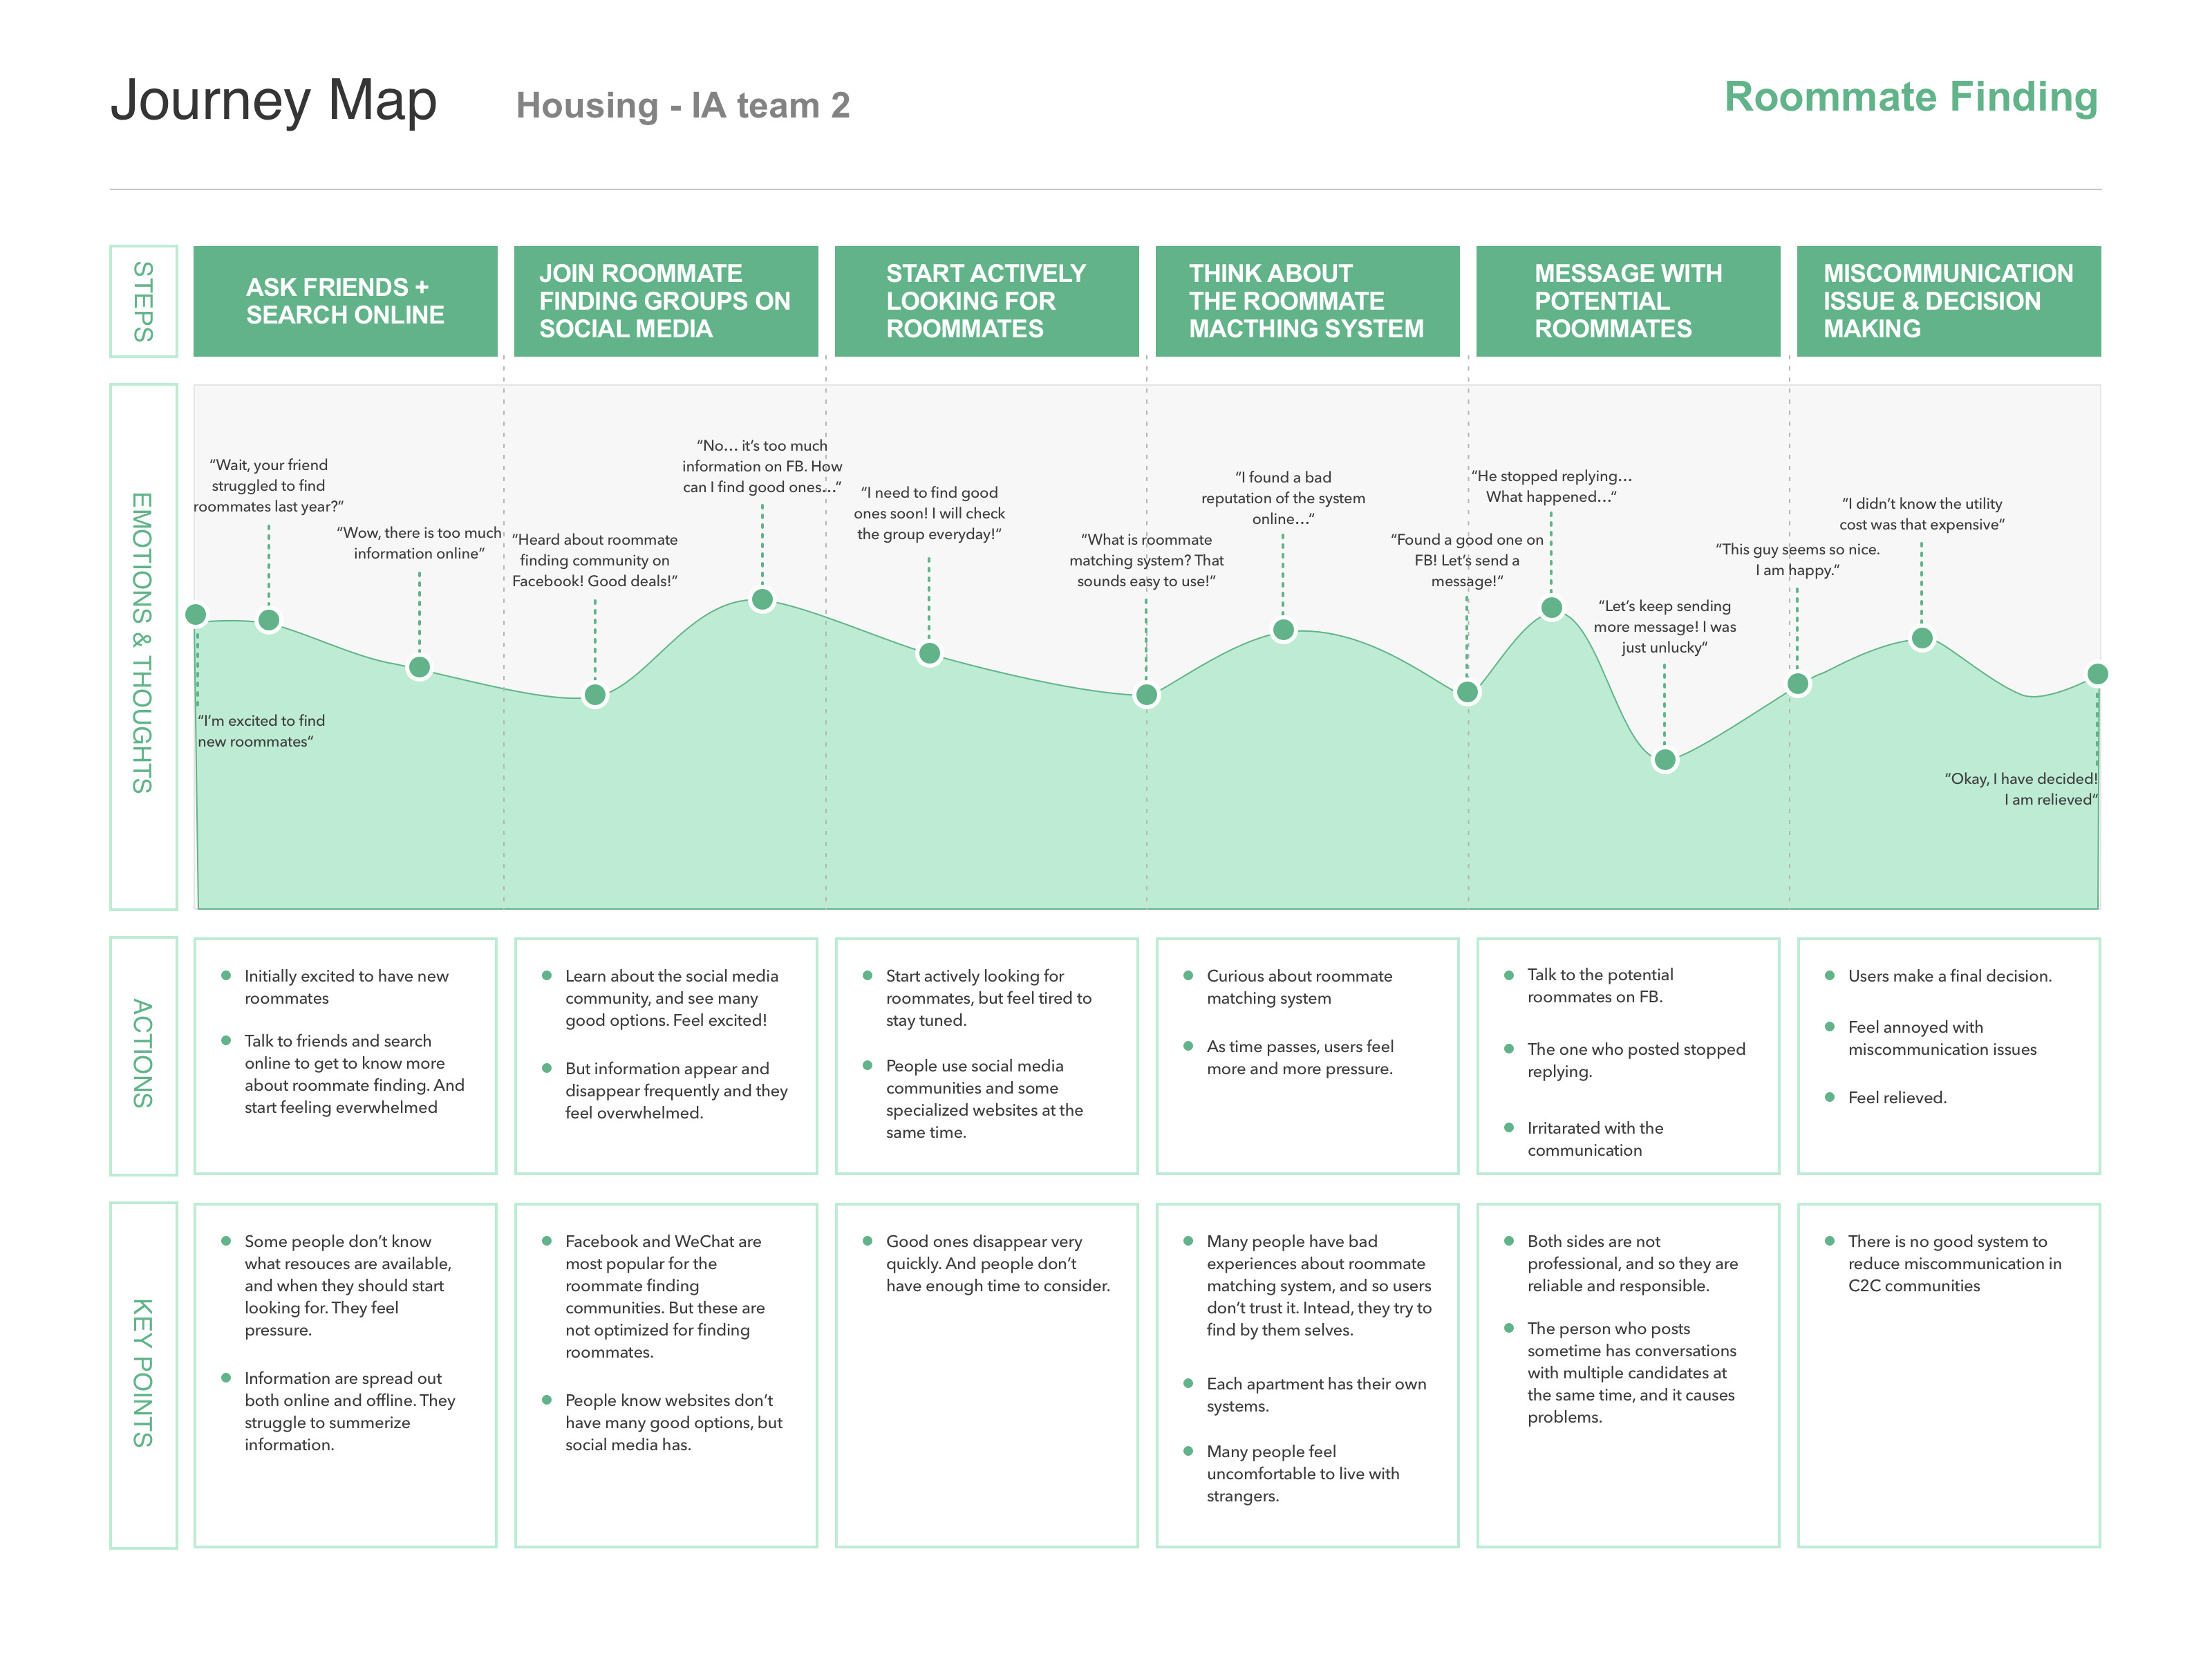 Journey Map
Housing - IA team 2
Roommate Finding
STEPS
ASK FRIENDS +
SEARCH ONLINE
JOIN ROOMMATE
FINDING GROUPS ON
SOCIAL MEDIA
START ACTIVELY
LOOKING FOR
ROOMMATES
THINK ABOUT
THE ROOMMATE
MACTHING SYSTEM
MESSAGE WITH
POTENTIAL
ROOMMATES
MISCOMMUNICATION
ISSUE & DECISION
MAKING
EMOTIONS & THOUGHTS
“I’m excited to find
new roommates“
“Wait, your friend
struggled to find
roommates last year?“
“Wow, there is too much
information online“
“Heard about roommate
finding community on
Facebook! Good deals!“
“No... it’s too much
information on FB. How
can I find good ones...“
“I need to find good
ones soon! I will check
the group everyday!“
“What is roommate
matching system? That
sounds easy to use!“
“I found a bad
reputation of the system
online...“
“Found a good one on
FB! Let’s send a
message!“
“He stopped replying...
What happened...“
“Let’s keep sending
more message! I was
just unlucky“
“This guy seems so nice.
I am happy.“
“I didn’t know the utility
cost was that expensive“
“Okay, I have decided!
I am relieved“
ACTIONS
Initially excited to have new
roommates
Talk to friends and search
online to get to know more
about roommate finding. And
start feeling everwhelmed
Learn about the social media
community, and see many
good options. Feel excited!
But information appear and
disappear frequently and they
feel overwhelmed.
Start actively looking for
roommates, but feel tired to
stay tuned.
People use social media
communities and some
specialized websites at the
same time.
Curious about roommate
matching system
As time passes, users feel
more and more pressure.
Talk to the potential
roommates on FB.
The one who posted stopped
replying.
Irritarated with the
communication
Users make a final decision.
Feel annoyed with
miscommunication issues
Feel relieved.
KEY POINTS
Some people don’t know
what resouces are available,
and when they should start
looking for. They feel
pressure.
Information are spread out
both online and offline. They
struggle to summerize
information.
Facebook and WeChat are
most popular for the
roommate finding
communities. But these are
not optimized for finding
roommates.
People know websites don’t
have many good options, but
social media has.
Good ones disappear very
quickly. And people don’t
have enough time to consider.
Many people have bad
experiences about roommate
matching system, and so users
don’t trust it. Intead, they try to
find by them selves.
Each apartment has their own
systems.
Many people feel
uncomfortable to live with
strangers.
Both sides are not
professional, and so they are
reliable and responsible.
The person who posts
sometime has conversations
with multiple candidates at
the same time, and it causes
problems.
There is no good system to
reduce miscommunication in
C2C communities